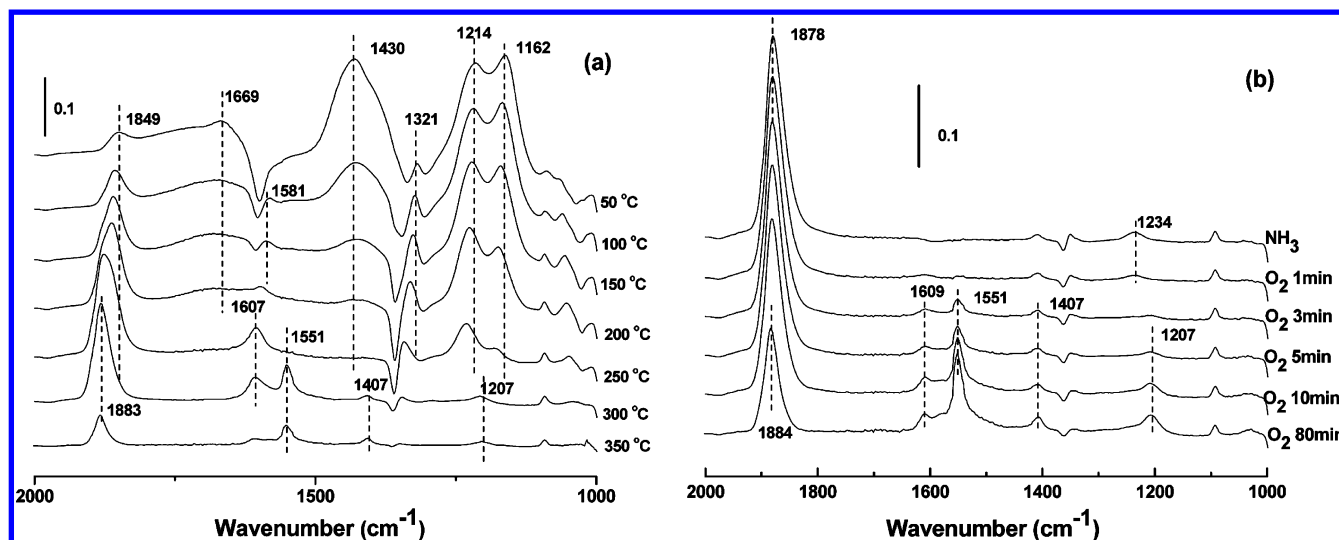 1430
1214
1162
(a)
0.1
1849
1669
1321
1581
50 °C
100 °C
150 °C
200 °C
1607
1551
250 °C
1407
1207
300 °C
1883
350 °C
2000
1500
1000
Wavenumber (cm-1)
1878
(b)
0.1
1234
NH3
O2 1min
1609
1551
1407
O2 3min
1207
O2 5min
O2 10min
1884
O2 80min
2000
1800
1600
1400
1200
1000
Wavenumber (cm-1)